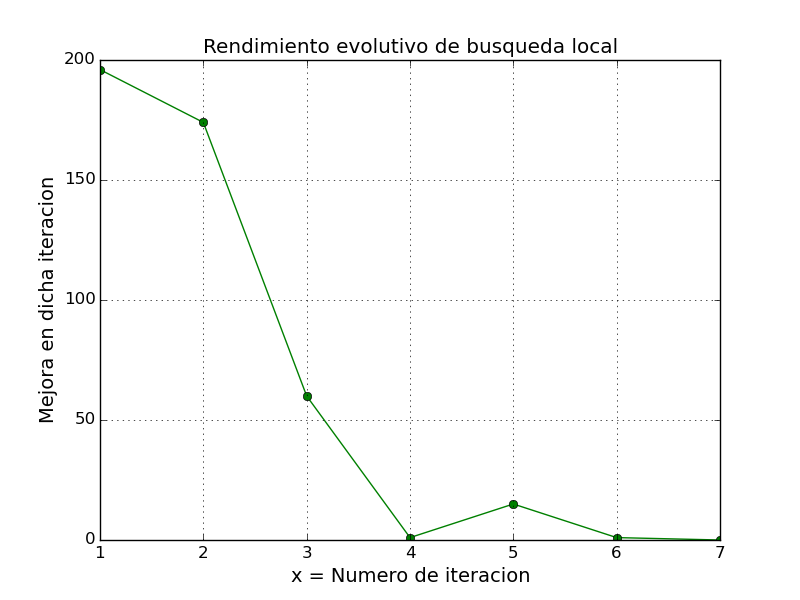 Rendimiento evolutivo de busqueda local
200
150
100
50
0
Mejora en dicha iteracion
1 2 3 4 5 6 7
x = Numero de iteracion